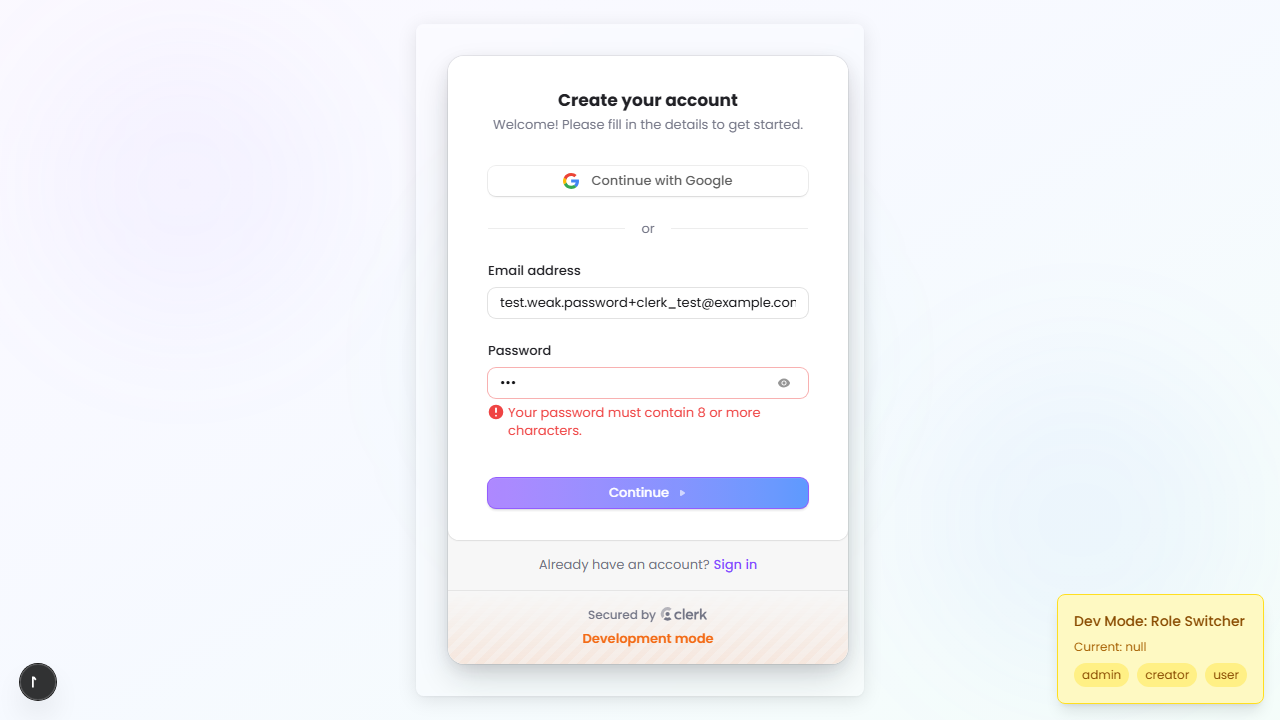 Create your account
Welcome! Please fill in the details to get started.
Continue with Google
or
Email address
test.weak.password+clerk_test@example.con
Password
•••
Your password must contain 8 or more
characters.
Continue
Already have an account? Sign in
Secured by clerk
Development mode
Dev Mode: Role Switcher
Current: null
admin creator user